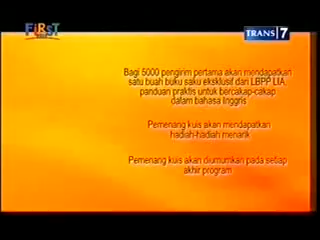 FiRST
TRANS 7
Bagi 5000 pengirim pertama akan mendapatkan
satu buah buku saku eksklusif dari LBPP LIA,
panduan praktis untuk bercakap-cakap
dalam bahasa Inggris
Pemenang kuis akan mendapatkan
hadiah-hadiah menarik
Pemenang kuis akan diumumkan pada setiap
akhir program